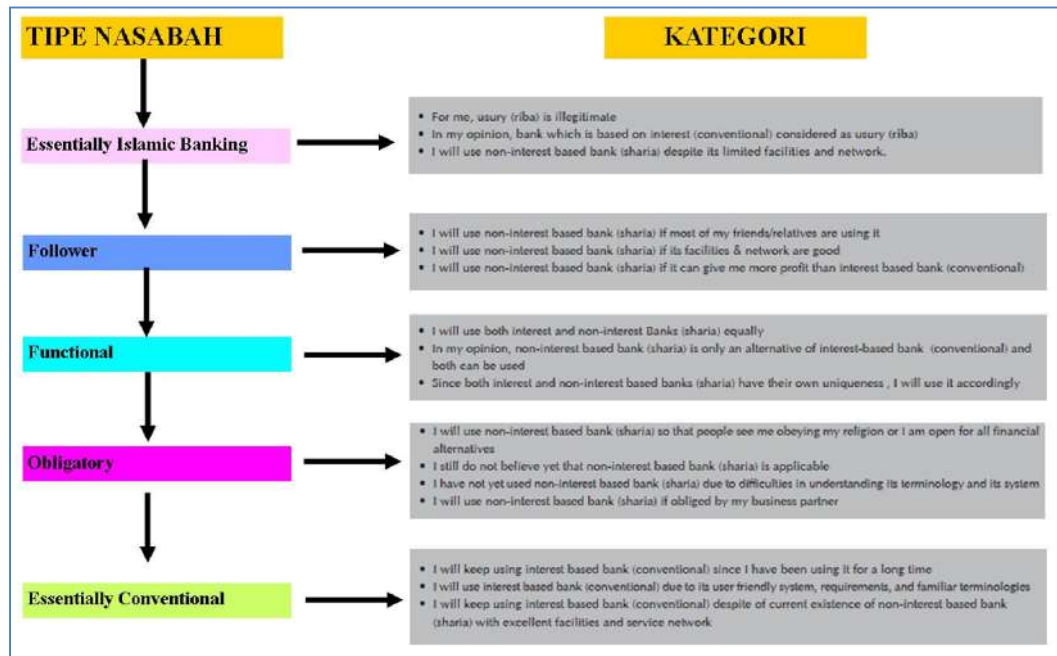 TIPE NASABAH
KATEGORI
Essentially Islamic Banking
• For me, usury (riba) is illegitimate
• In my opinion, bank which is based on interest (conventional) considered as usury (riba)
• I will use non-interest based bank (sharia) despite its limited facilities and network.
Follower
• I will use non-interest based bank (sharia) if most of my friends/relatives are using it
• I will use non-interest based bank (sharia) if its facilities & network are good
• I will use non-interest based bank (sharia) if it can give me more profit than interest based bank (conventional)
Functional
• I will use both interest and non-interest Banks (sharia) equally
• In my opinion, non-interest based bank (sharia) is only an alternative of interest-based bank (conventional) and
both can be used
• Since both interest and non-interest based banks (sharia) have their own uniqueness , I will use it accordingly
Obligatory
• I will use non-interest based bank (sharia) so that people see me obeying my religion or I am open for all financial
alternatives
• I still do not believe yet that non-interest based bank (sharia) is applicable
• I have not yet used non-interest based bank (sharia) due to difficulties in understanding its terminology and its system
• I will use non-interest based bank (sharia) if obliged by my business partner
Essentially Conventional
• I will keep using interest based bank (conventional) since I have been using it for a long time
• I will use interest based bank (conventional) due to its user friendly system, requirements, and familiar terminologies
• I will keep using interest based bank (conventional) despite of current existence of non-interest based bank
(sharia) with excellent facilities and service network